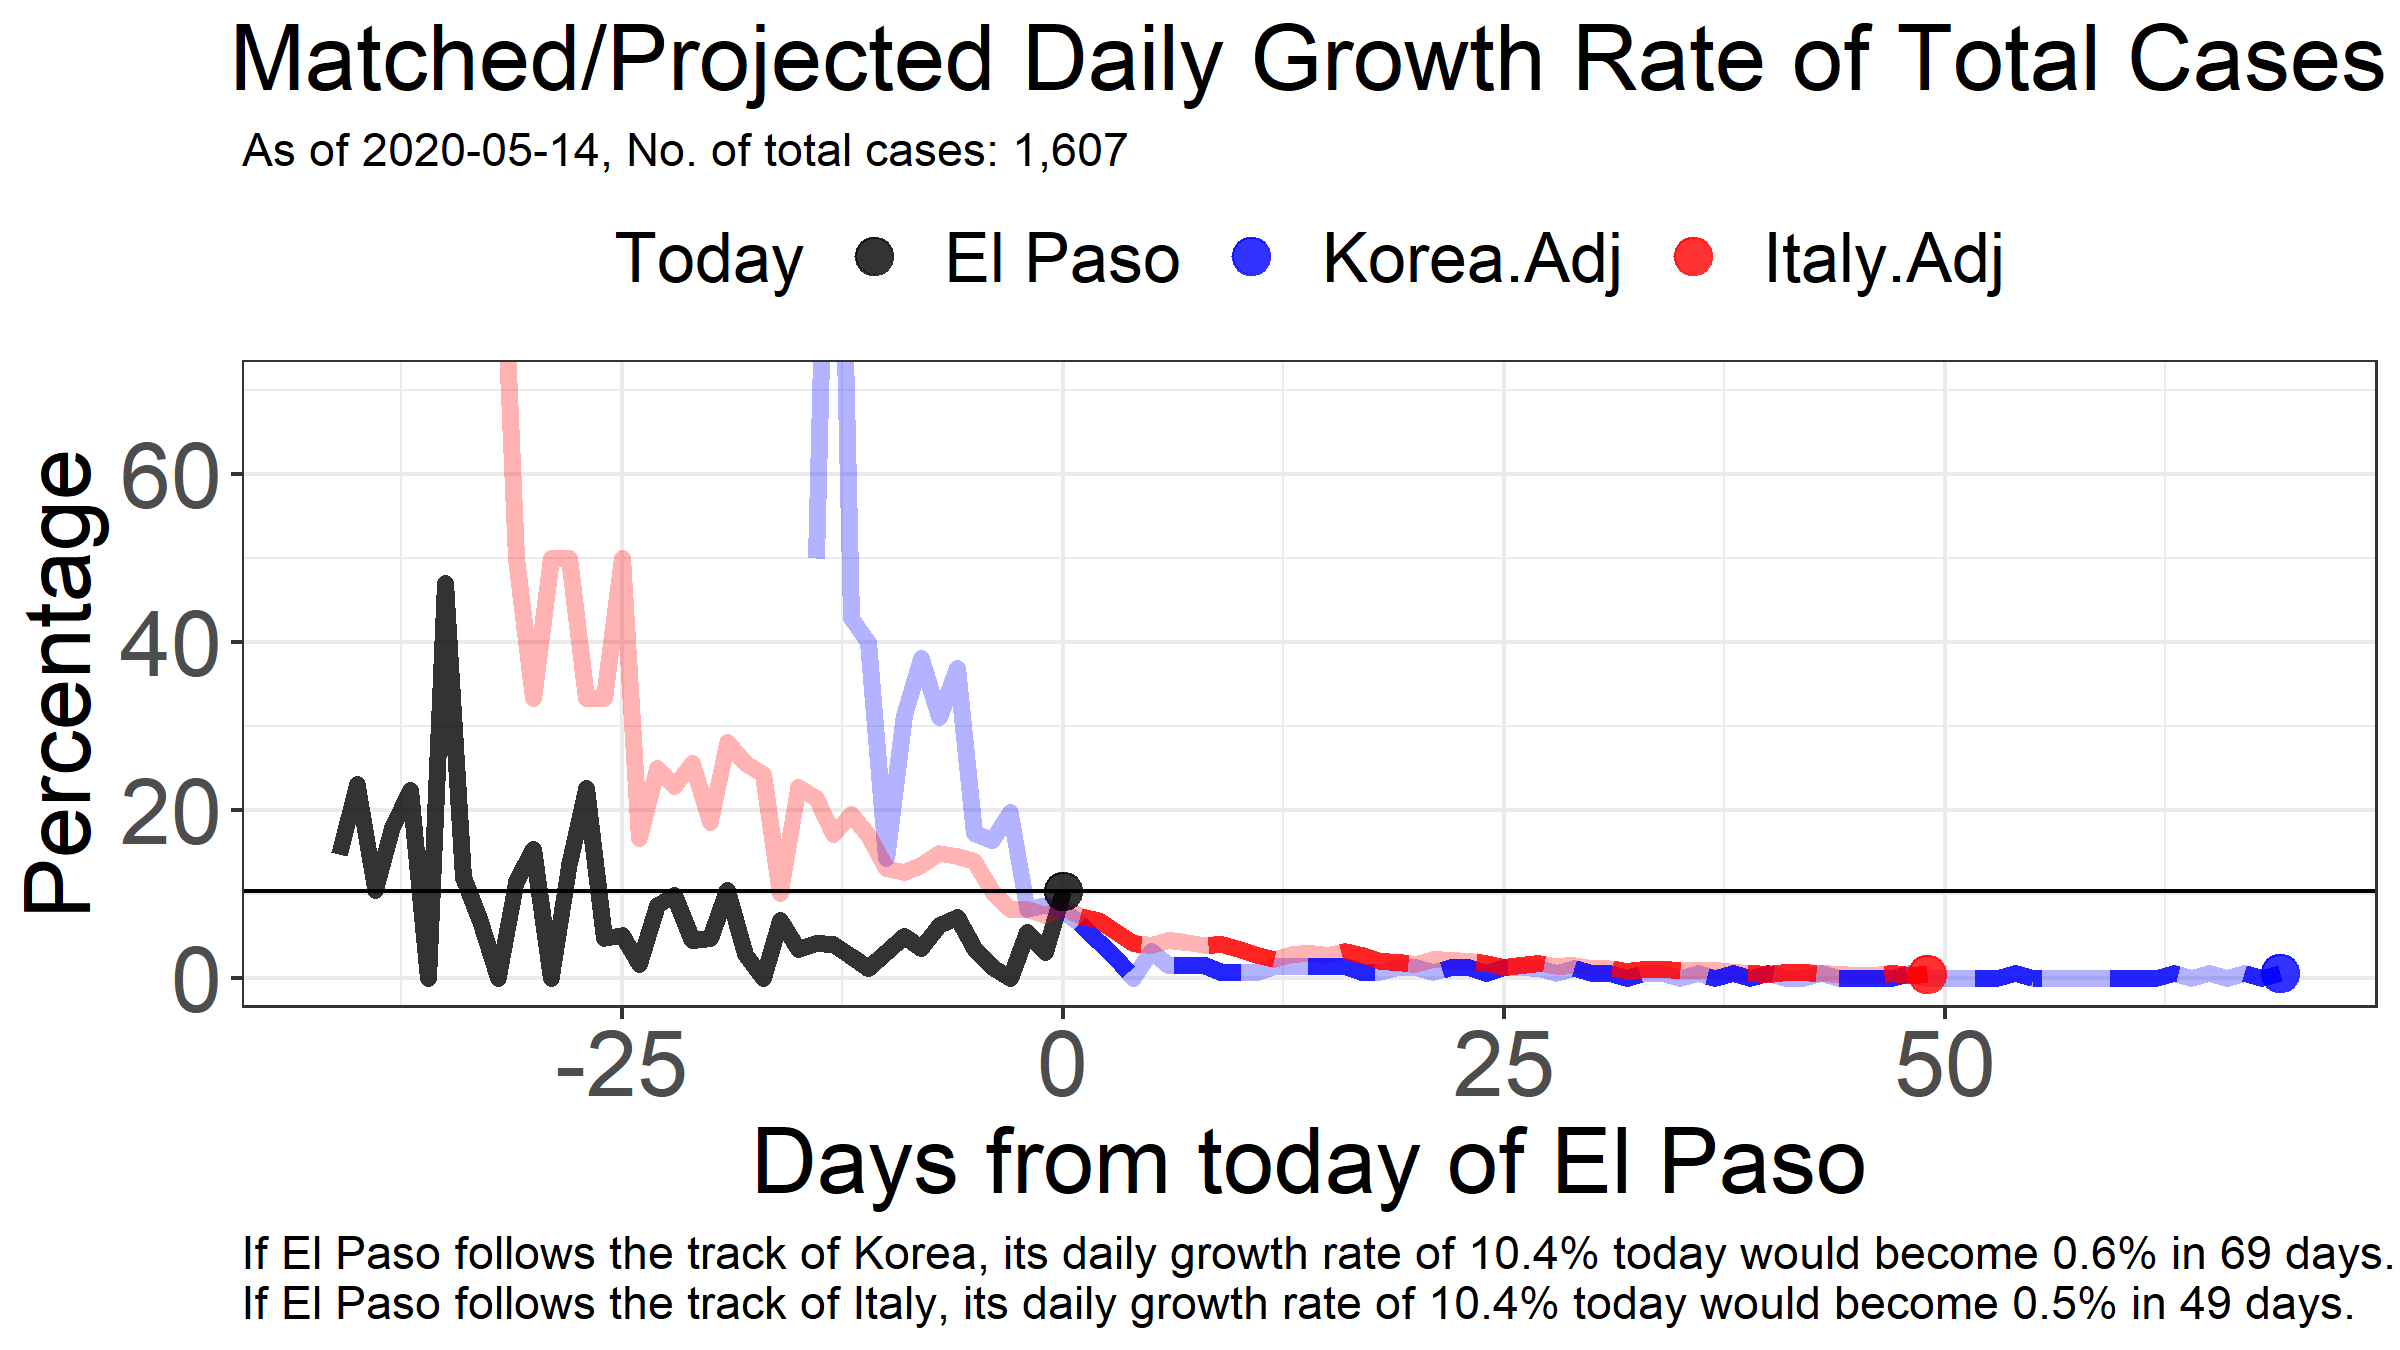 Matched/Projected Daily Growth Rate of Total Cases
As of 2020-05-14, No. of total cases: 1,607
Today El Paso Korea.Adj Italy.Adj
Percentage
60
40
20
0
-25 0 25 50
Days from today of El Paso
If El Paso follows the track of Korea, its daily growth rate of 10.4% today would become 0.6% in 69 days.
If El Paso follows the track of Italy, its daily growth rate of 10.4% today would become 0.5% in 49 days.